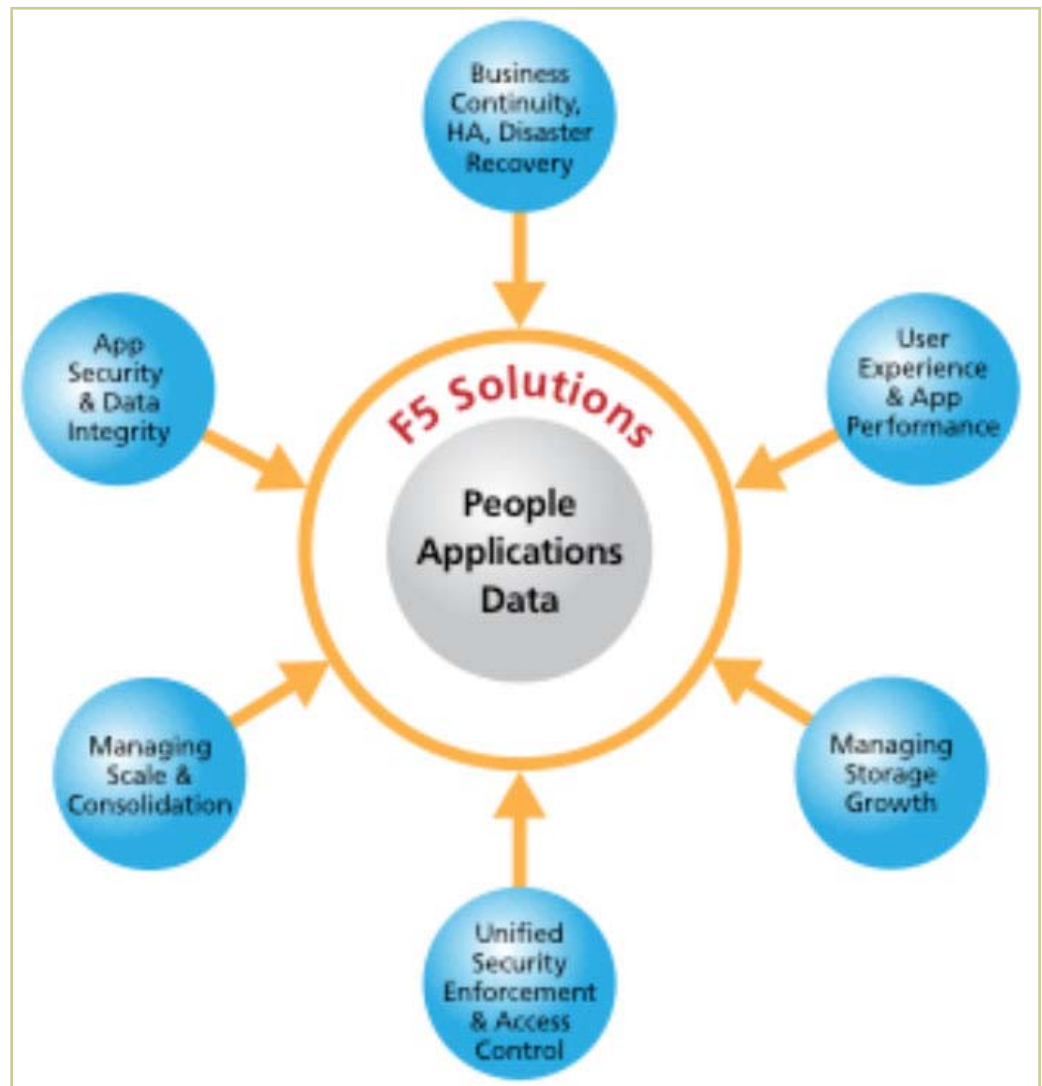 Business
Continuity,
HA, Disaster
Recovery
App
Security
& Data
Integrity
User
Experience
& App
Performance
F5 Solutions
People
Applications
Data
Managing
Scale &
Consolidation
Managing
Storage
Growth
Unified
Security
Enforcement
& Access
Control